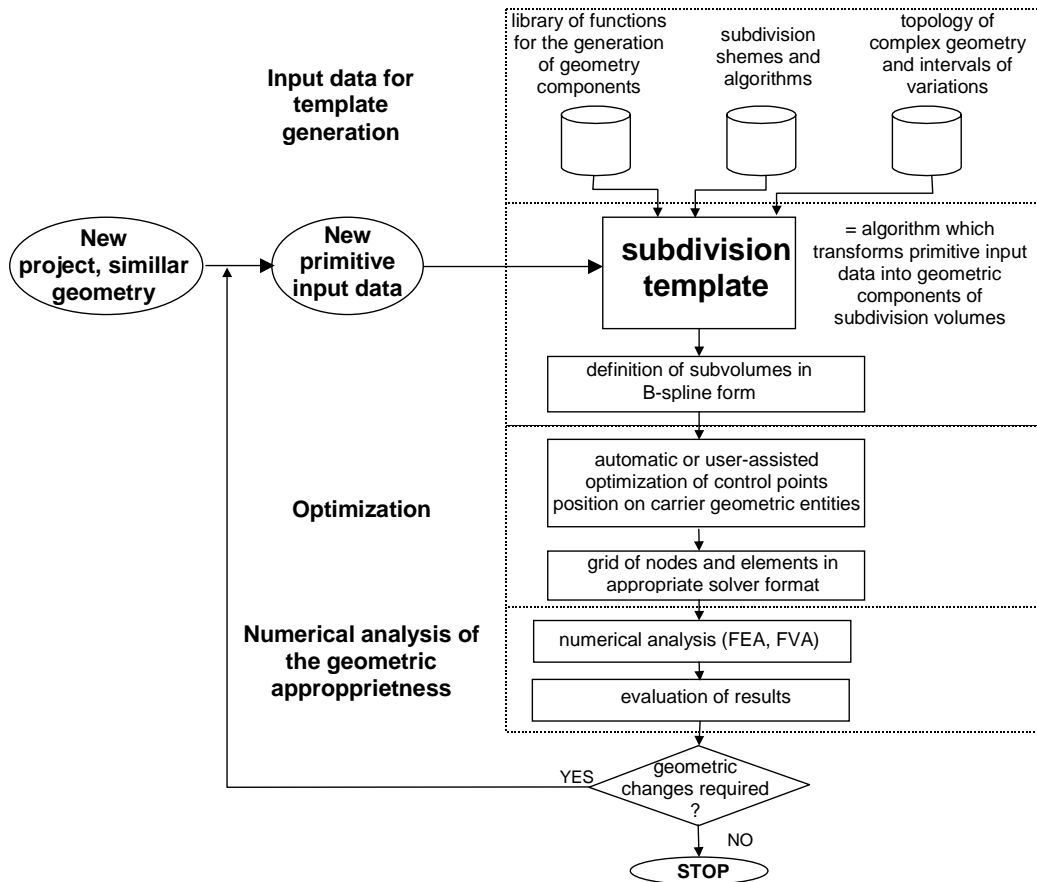 library of functions
for the generation
of geometry
components
subdivision
shemes and
algorithms
topology of
complex geometry
and intervals of
variations
Input data for
template
generation
New
project, simillar
geometry
New
primitive
input data
subdivision
template
= algorithm which
transforms primitive input
data into geometric
components of
subdivision volumes
definition of subvolumes in
B-spline form
automatic or user-assisted
optimization of control points
position on carrier geometric entities
Optimization
grid of nodes and elements in
appropriate solver format
Numerical analysis of
the geometric
appropprietness
numerical analysis (FEA, FVA)
evaluation of results
YES
geometric
changes required
?
NO
STOP